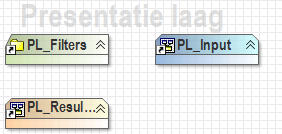 Presentatie laag
PL_Filters
PL_Input
PL_Resul...